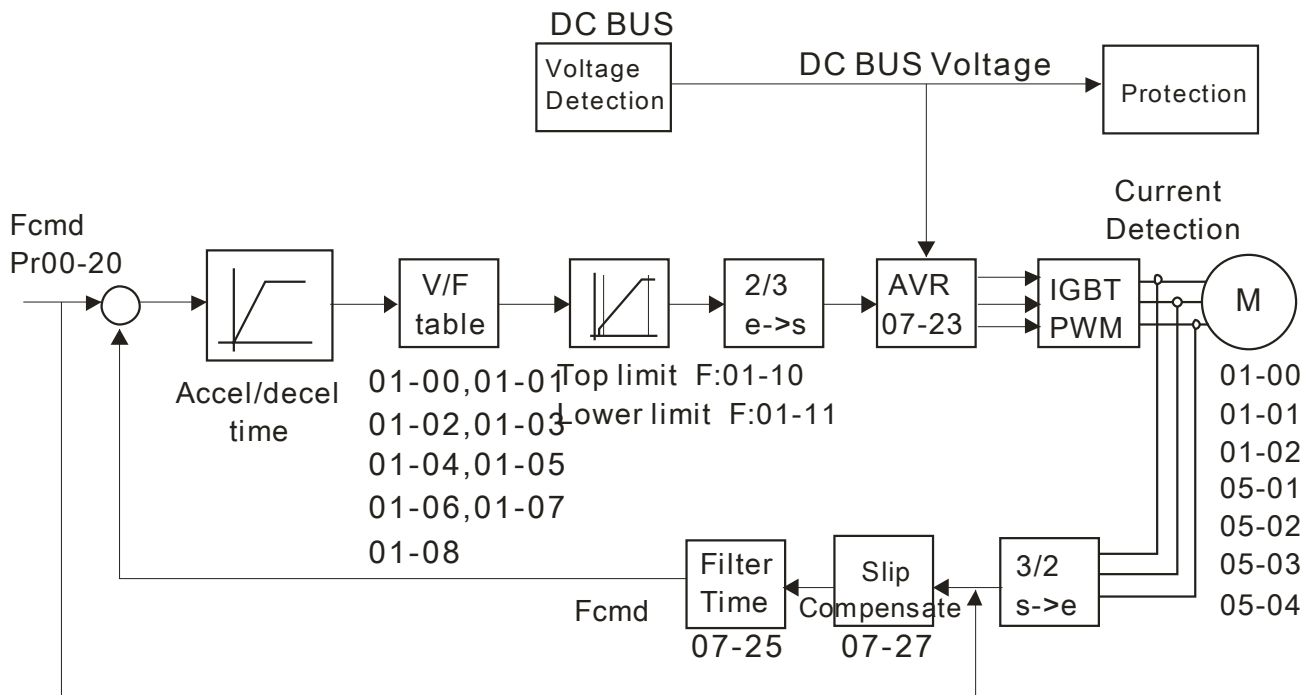 DC BUS
Voltage
Detection
DC BUS Voltage
Protection
Current
Detection
Fcmd
Pr00-20
V/F
table
2/3
e->s
AVR
07-23
IGBT
PWM
M
Accel/decel
time
01-00,01-01
01-02,01-03
01-04,01-05
01-06,01-07
01-08
Top limit F:01-10
Lower limit F:01-11
01-00
01-01
01-02
05-01
05-02
05-03
05-04
Fcmd
Filter
Time
07-25
Slip
Compensate
07-27
3/2
s->e